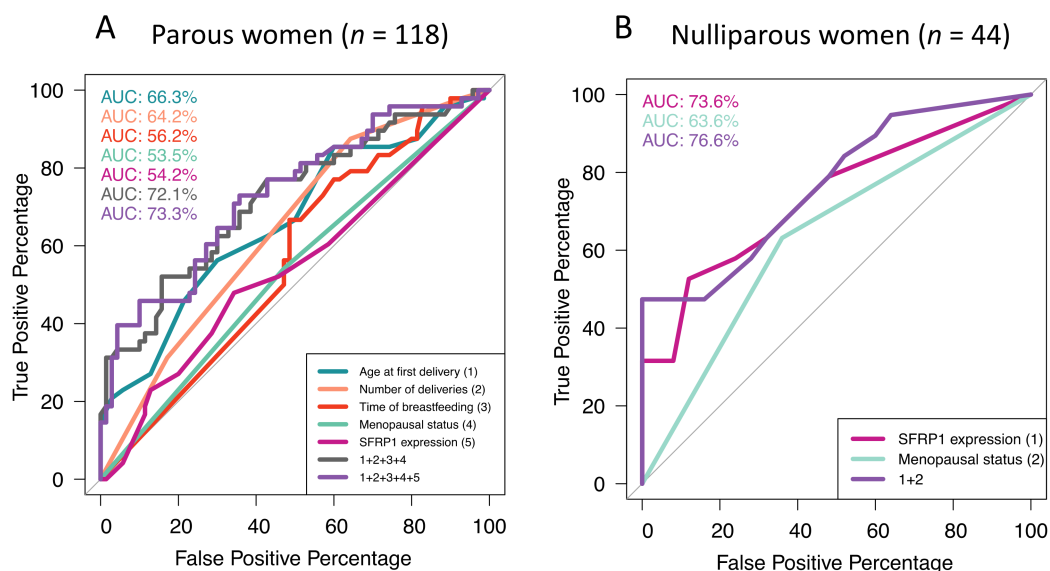 A Parous women (n = 118)
AUC: 66.3%
AUC: 64.2%
AUC: 56.2%
AUC: 53.5%
AUC: 54.2%
AUC: 72.1%
AUC: 73.3%
True Positive Percentage
100
80
60
40
20
0
Age at first delivery (1)
Number of deliveries (2)
Time of breastfeeding (3)
Menopausal status (4)
SFRP1 expression (5)
1+2+3+4
1+2+3+4+5
0 20 40 60 80 100
False Positive Percentage
B Nulliparous women (n = 44)
AUC: 73.6%
AUC: 63.6%
AUC: 76.6%
True Positive Percentage
100
80
60
40
20
0
SFRP1 expression (1)
Menopausal status (2)
1+2
0 20 40 60 80 100
False Positive Percentage